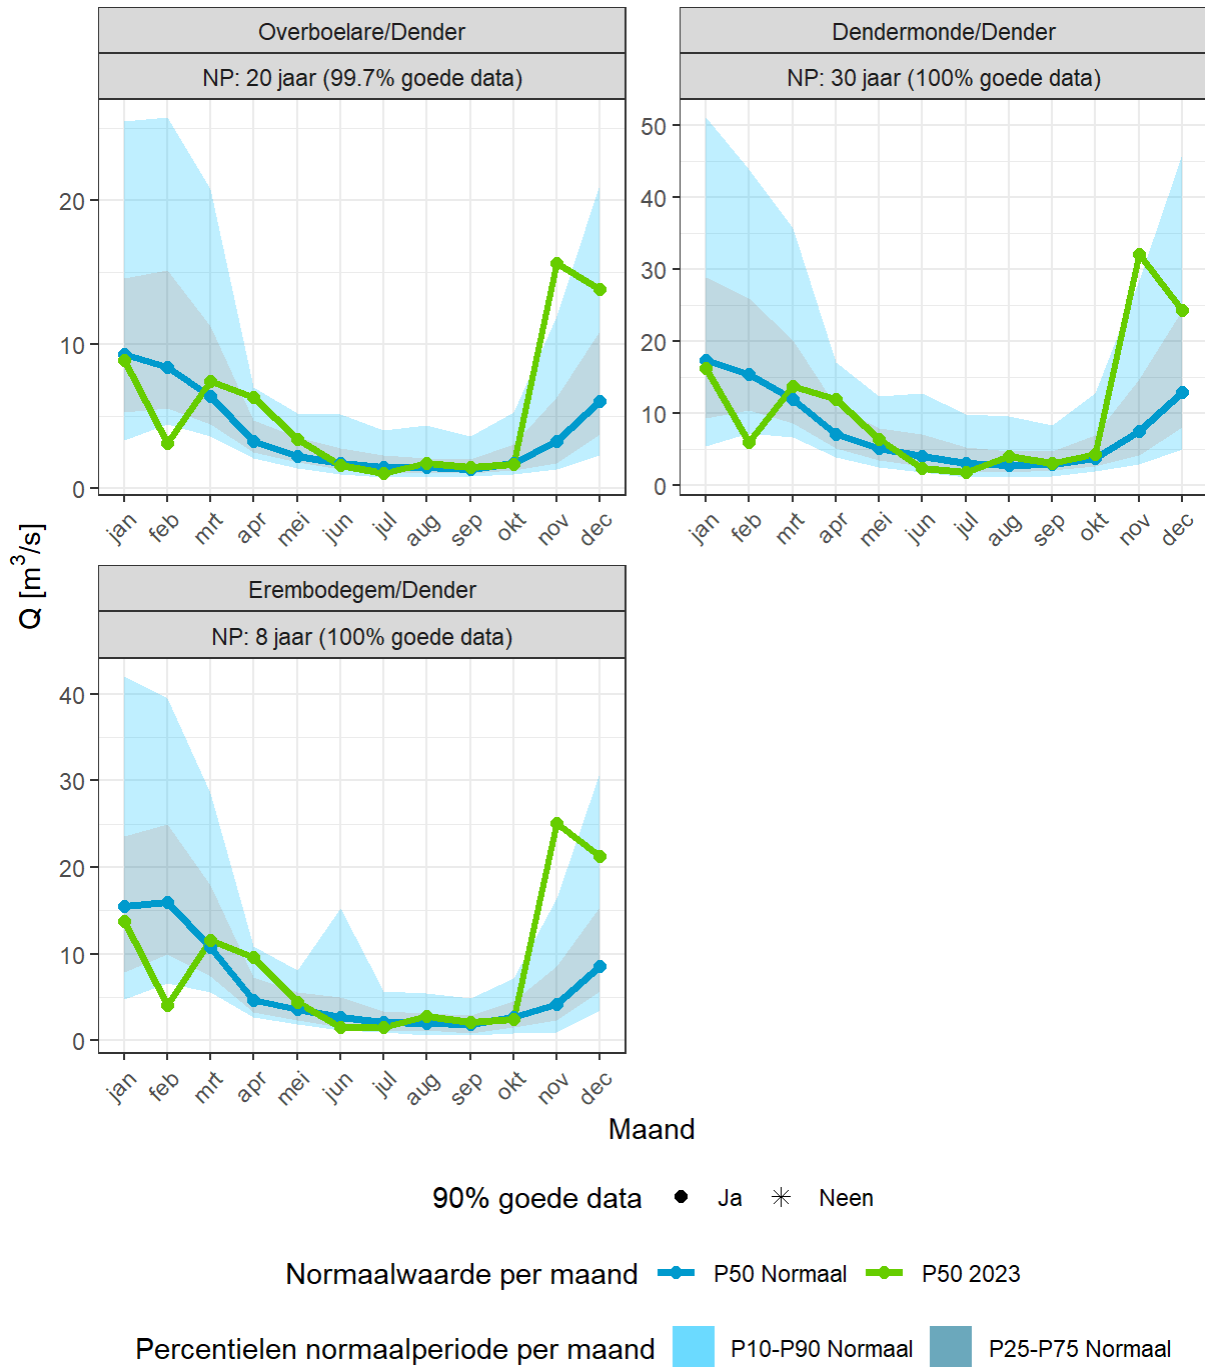 Overboelare/Dender
NP: 20 jaar (99.7% goede data)
20
10
0
jan feb mrt apr mei jun jul aug sep okt nov dec
Dendermonde/Dender
NP: 30 jaar (100% goede data)
50
40
30
20
10
0
jan feb mrt apr mei jun jul aug sep okt nov dec
Q [m³/s]
Erembodegem/Dender
NP: 8 jaar (100% goede data)
40
30
20
10
0
jan feb mrt apr mei jun jul aug sep okt nov dec
Maand
90% goede data Ja Neen
Normaalwaarde per maand P50 Normaal P50 2023
Percentielen normaalperiode per maand P10-P90 Normaal P25-P75 Normaal